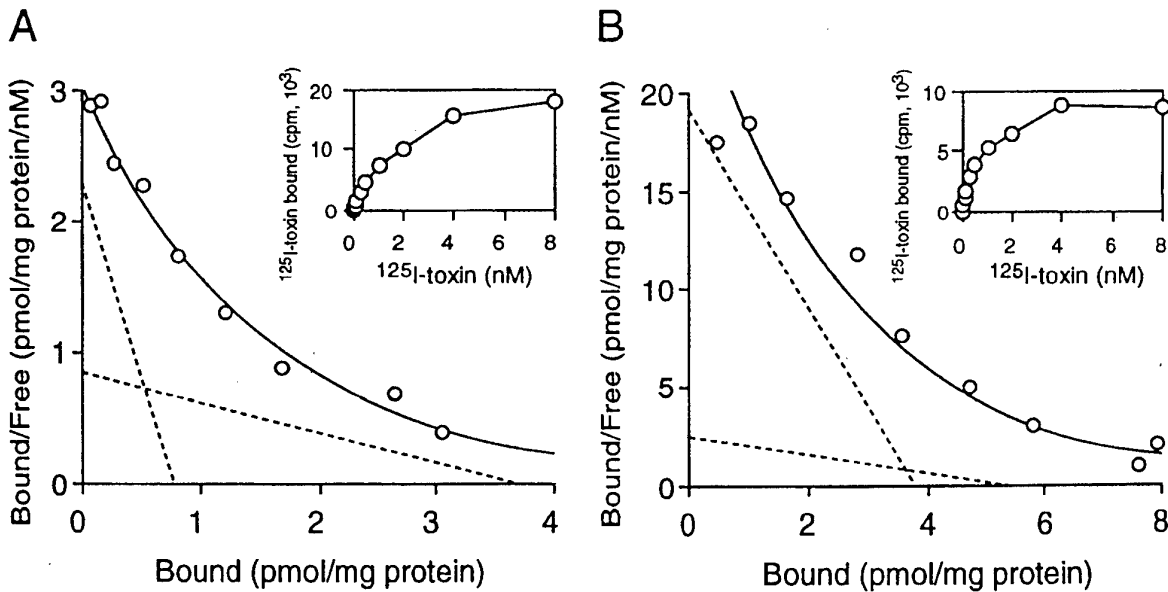 A
Bound/Free (pmol/mg protein/nM)
3
2
1
0
0 1 2 3 4
Bound (pmol/mg protein)
¹²⁵I-toxin bound (cpm, 10³)
20
10
0
0 2 4 6 8
¹²⁵I-toxin (nM)
B
Bound/Free (pmol/mg protein/nM)
20
15
10
5
0
0 2 4 6 8
Bound (pmol/mg protein)
¹²⁵I-toxin bound (cpm, 10³)
10
5
0
0 2 4 6 8
¹²⁵I-toxin (nM)